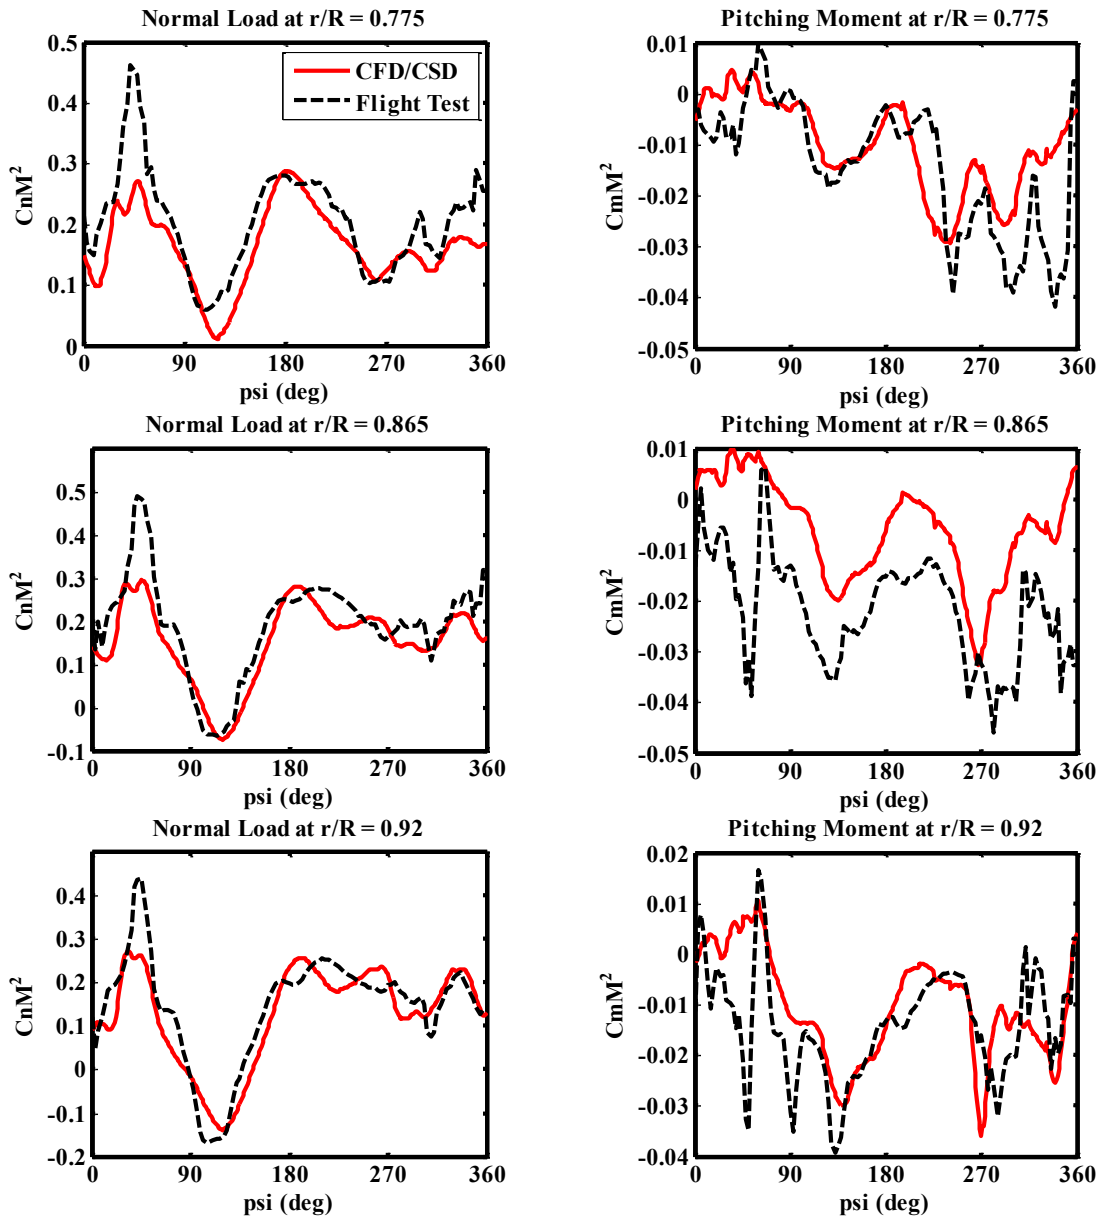 Normal Load at r/R = 0.775
0.5
0.4
0.3
0.2
0.1
0
CnM²
CFD/CSD
Flight Test
0 90 180 270 360
psi (deg)
Pitching Moment at r/R = 0.775
0.01
0
-0.01
-0.02
-0.03
-0.04
-0.05
CmM²
0 90 180 270 360
psi (deg)
Normal Load at r/R = 0.865
0.5
0.4
0.3
0.2
0.1
0
-0.1
CnM²
0 90 180 270 360
psi (deg)
Pitching Moment at r/R = 0.865
0.01
0
-0.01
-0.02
-0.03
-0.04
-0.05
CmM²
0 90 180 270 360
psi (deg)
Normal Load at r/R = 0.92
0.4
0.3
0.2
0.1
0
-0.1
-0.2
CnM²
0 90 180 270 360
psi (deg)
Pitching Moment at r/R = 0.92
0.02
0.01
0
-0.01
-0.02
-0.03
-0.04
CmM²
0 90 180 270 360
psi (deg)